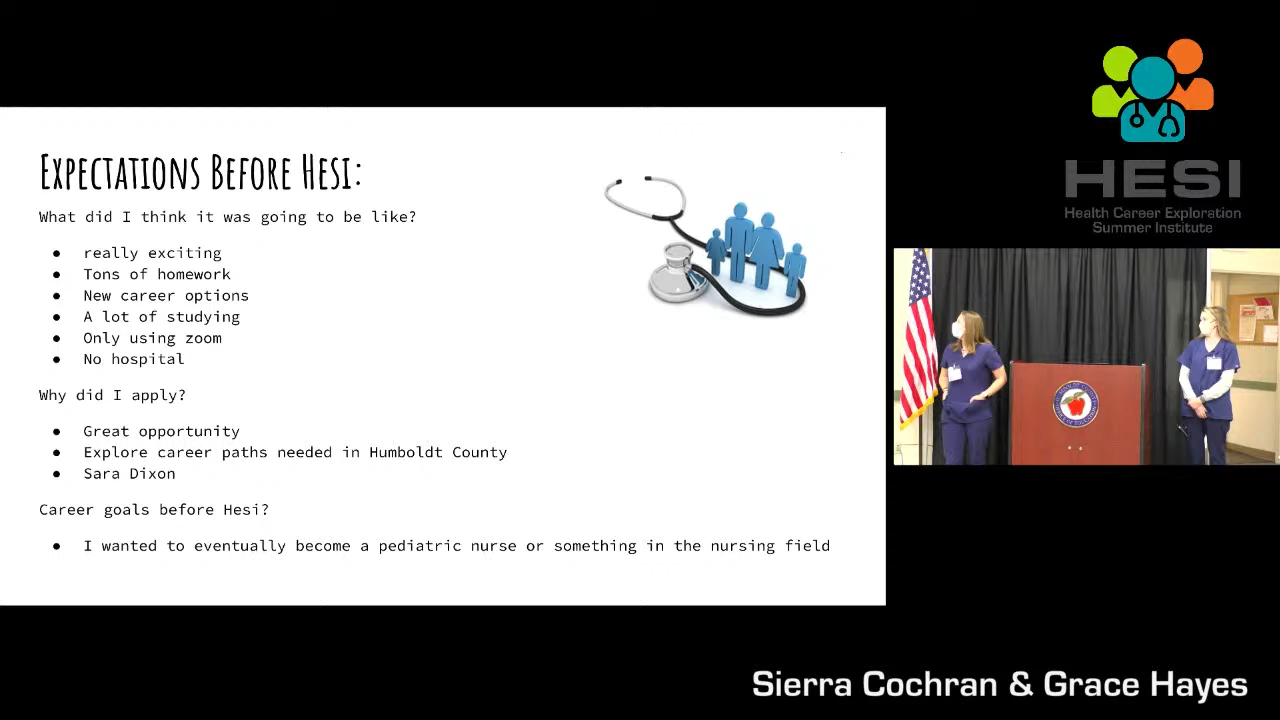 Expectations Before Hesi:
What did I think it was going to be like?
● really exciting
● Tons of homework
● New career options
● A lot of studying
● Only using zoom
● No hospital
Why did I apply?
● Great opportunity
● Explore career paths needed in Humboldt County
● Sara Dixon
Career goals before Hesi?
● I wanted to eventually become a pediatric nurse or something in the nursing field
HESI
Health Career Exploration
Summer Institute
Sierra Cochran & Grace Hayes